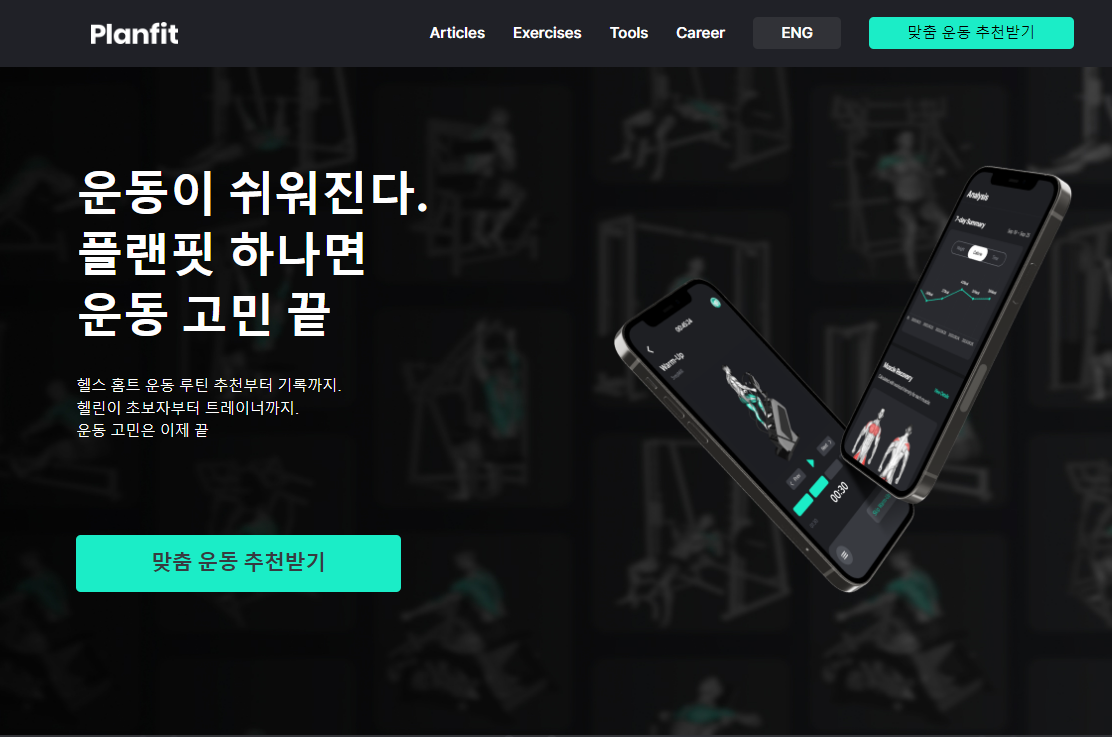 Planfit
Articles
Exercises
Tools
Career
ENG
맞춤 운동 추천받기
운동이 쉬워진다.
플랜핏 하나면
운동 고민 끝
헬스 홈트 운동 루틴 추천부터 기록까지.
헬린이 초보자부터 트레이너까지.
운동 고민은 이제 끝
맞춤 운동 추천받기
00:45:24
Warm-Up
00:30
Analysis
7-day Summary
Muscle Recovery